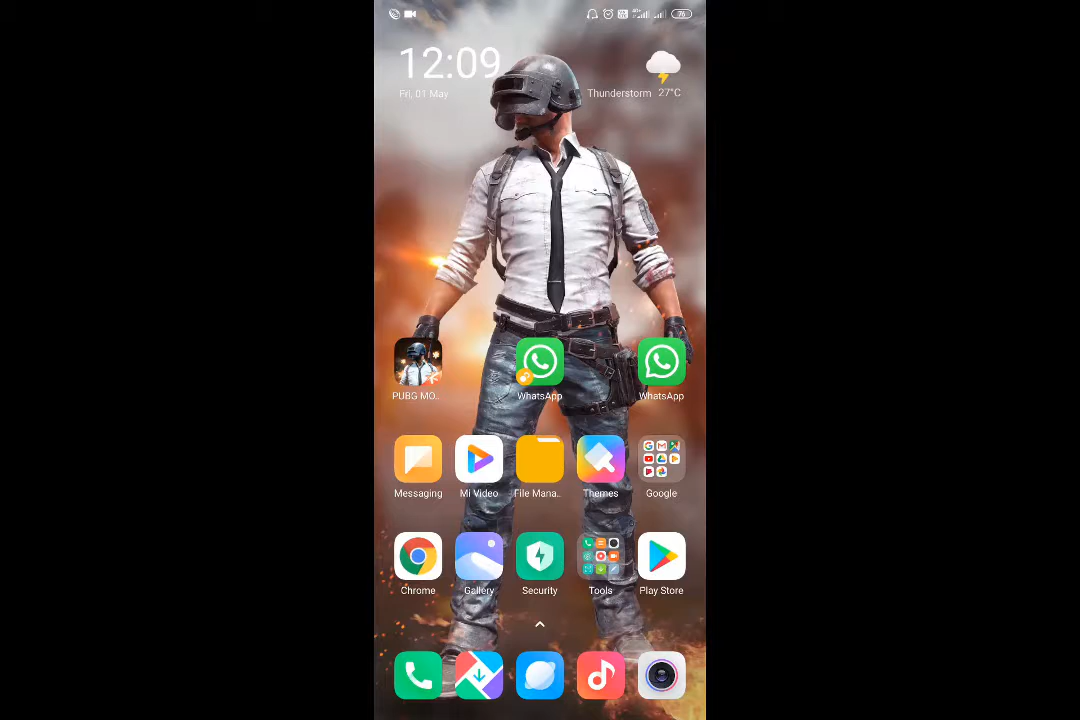 76
12:09
Fri, 01 May
Thunderstorm 27°C
PUBG MO..
WhatsApp
WhatsApp
Messaging
Mi Video
File Mana..
Themes
Google
Chrome
Gallery
Security
Tools
Play Store